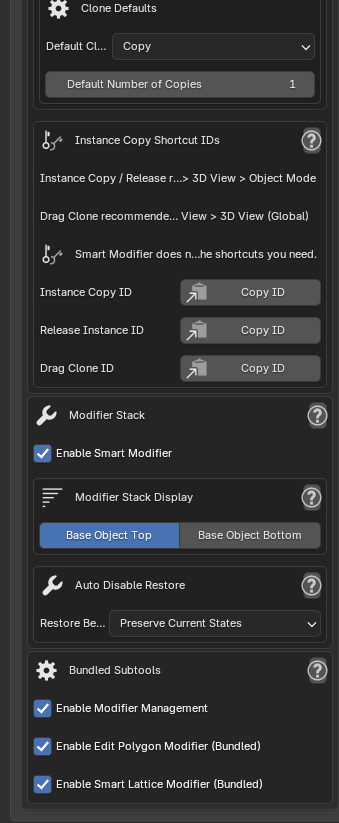 Clone Defaults
Default Cl... Copy
Default Number of Copies 1
Instance Copy Shortcut IDs
Instance Copy / Release r...> 3D View > Object Mode
Drag Clone recommende... View > 3D View (Global)
Smart Modifier does n...he shortcuts you need.
Instance Copy ID Copy ID
Release Instance ID Copy ID
Drag Clone ID Copy ID
Modifier Stack
Enable Smart Modifier
Modifier Stack Display
Base Object Top Base Object Bottom
Auto Disable Restore
Restore Be... Preserve Current States
Bundled Subtools
Enable Modifier Management
Enable Edit Polygon Modifier (Bundled)
Enable Smart Lattice Modifier (Bundled)